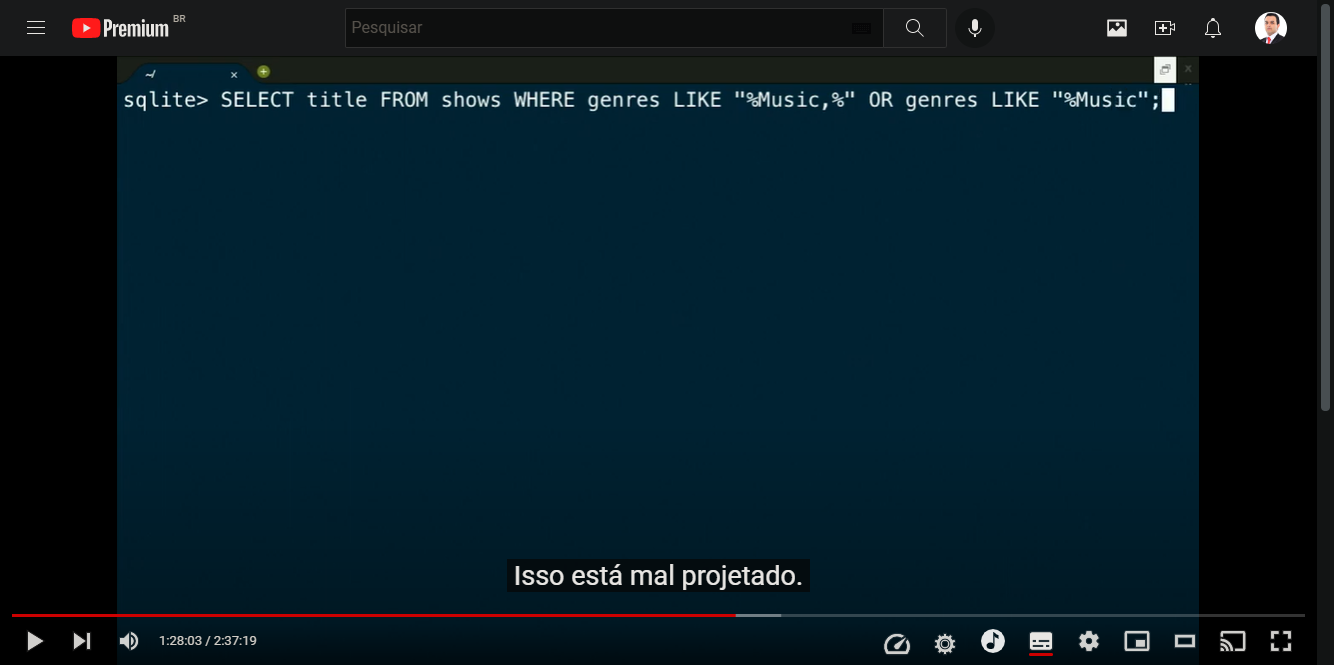 Premium BR
Pesquisar
~/
sqlite> SELECT title FROM shows WHERE genres LIKE "%Music,%" OR genres LIKE "%Music";
Isso está mal projetado.
1:28:03 / 2:37:19